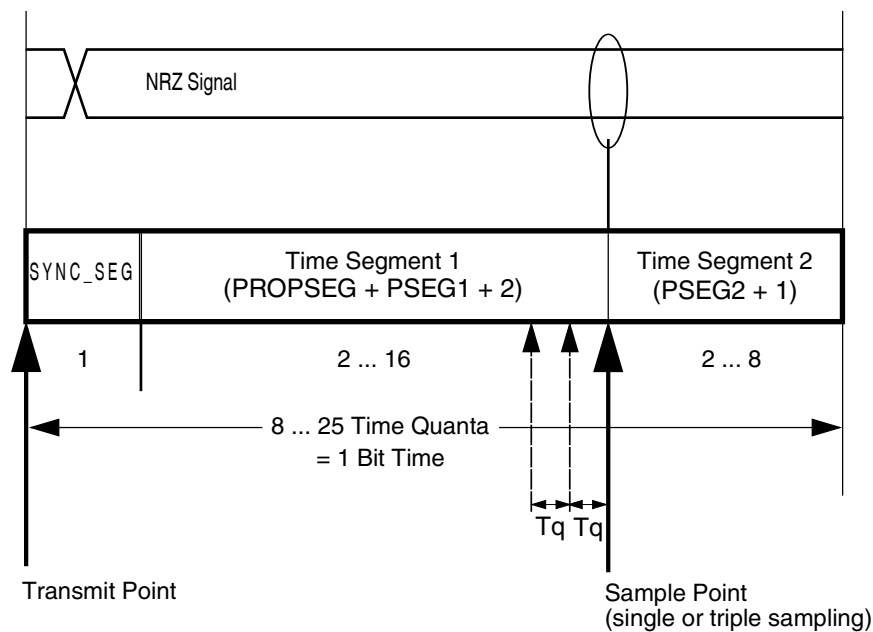 NRZ Signal
SYNC_SEG
Time Segment 1
(PROPSEG + PSEG1 + 2)
Time Segment 2
(PSEG2 + 1)
1
2 ... 16
2 ... 8
8 ... 25 Time Quanta
= 1 Bit Time
Tq Tq
Transmit Point
Sample Point
(single or triple sampling)